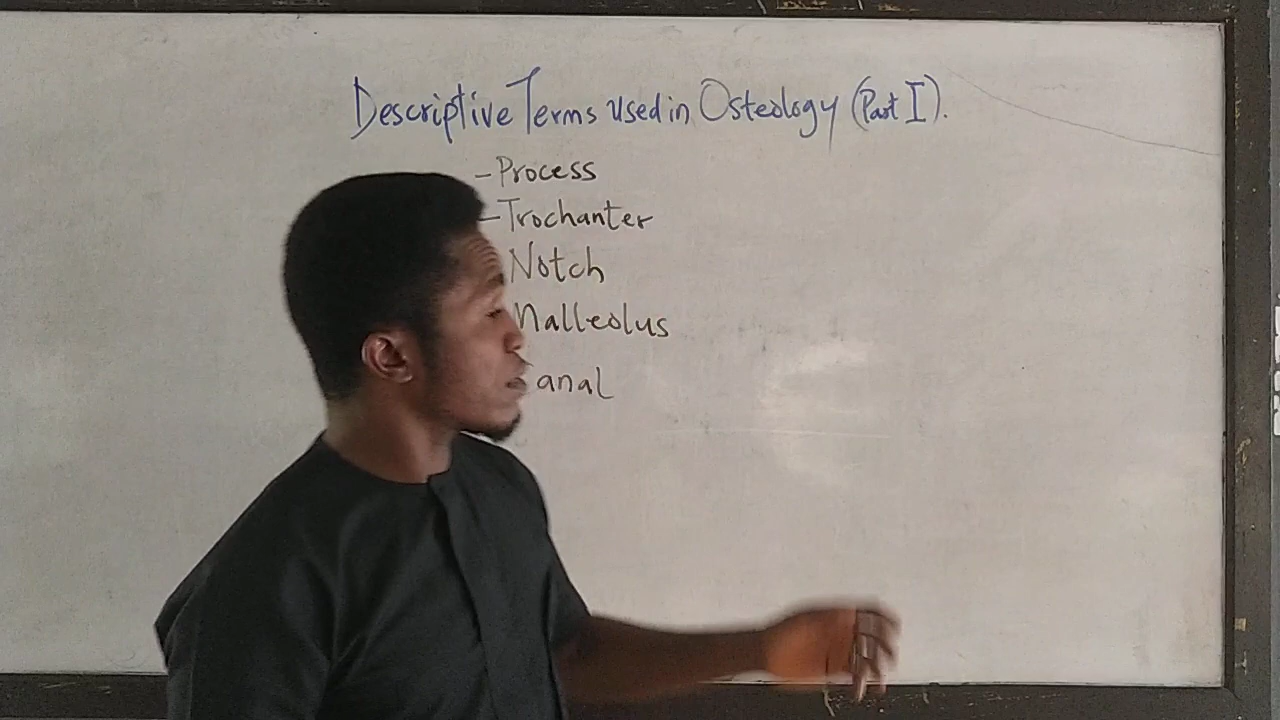 Descriptive Terms used in Osteology (Part I).
- Process
- Trochanter
Notch
Malleolus
anal